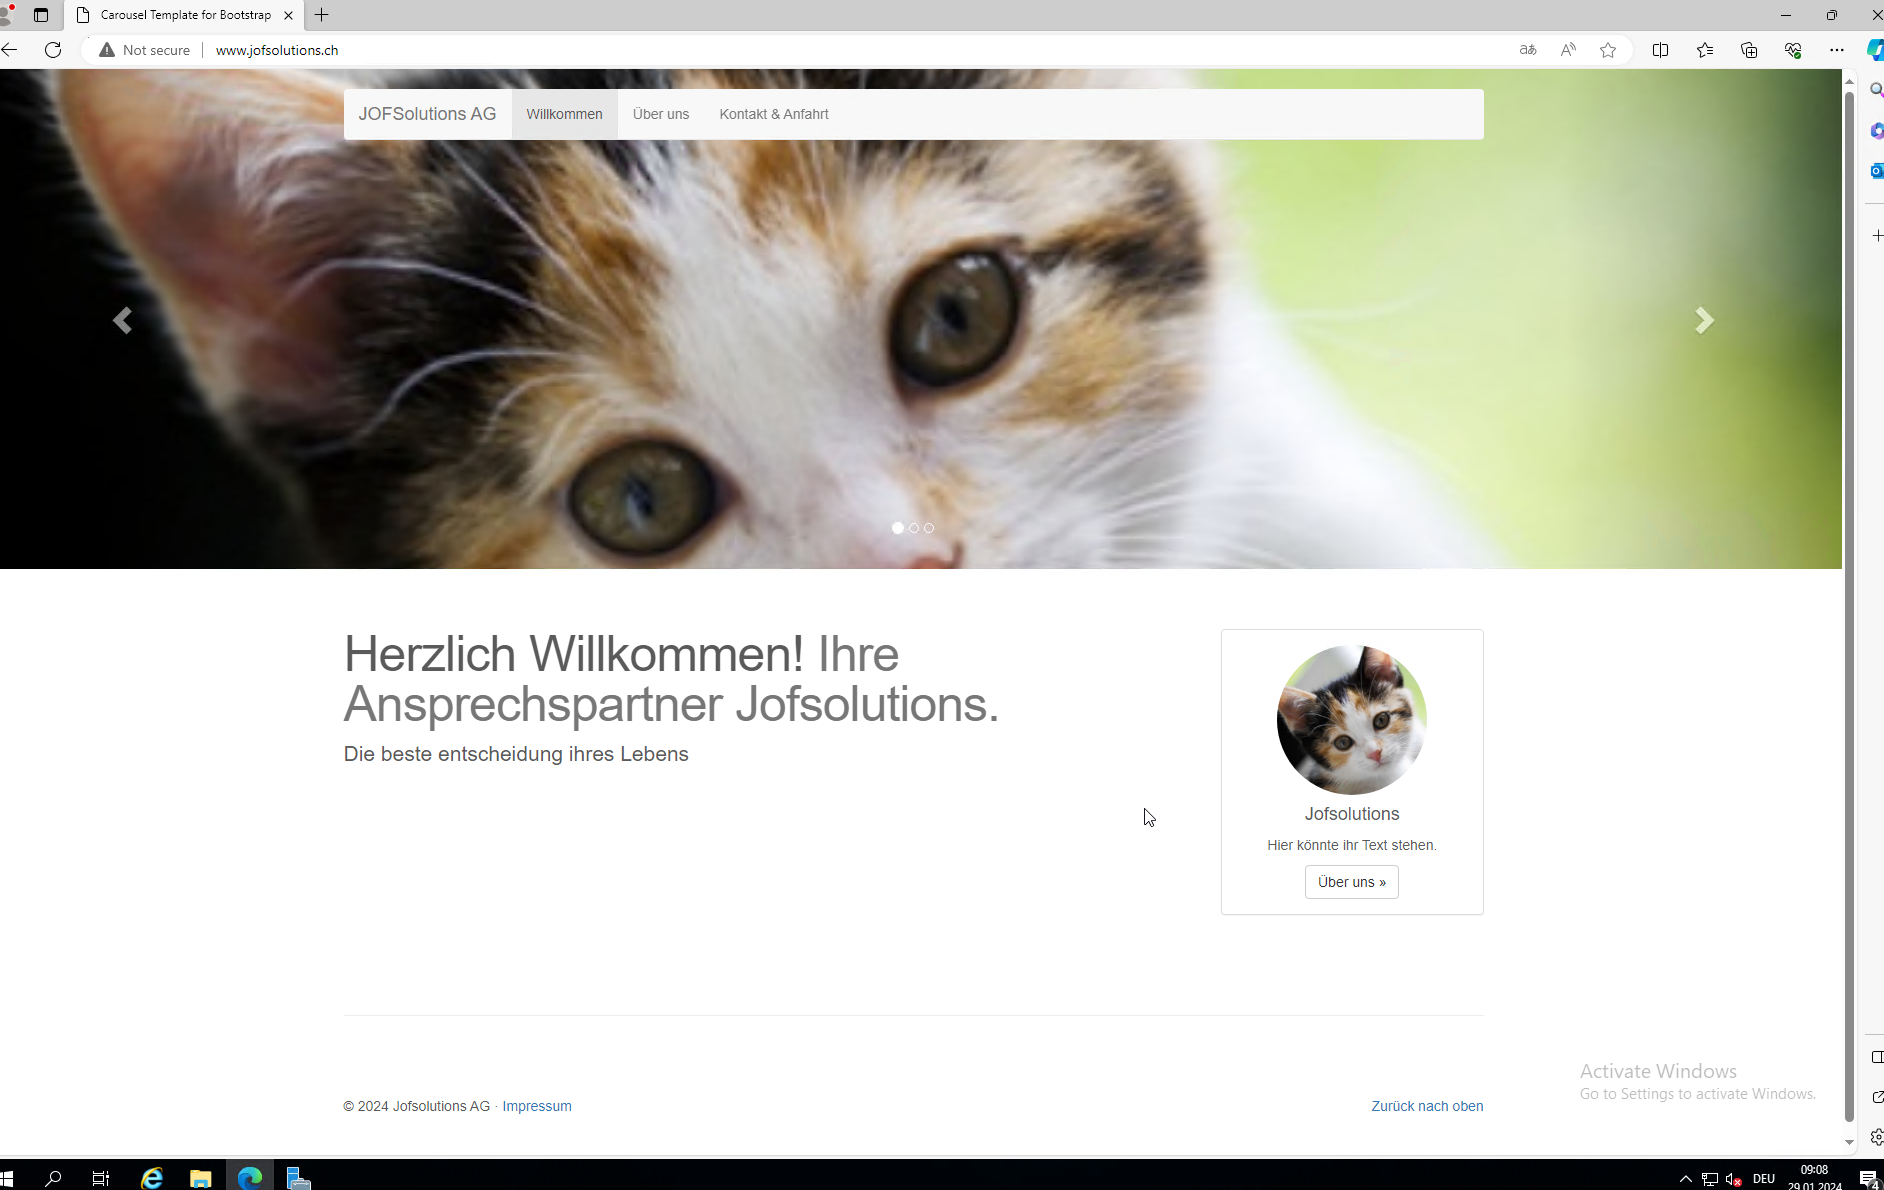 Carousel Template for Bootstrap
Not secure
www.jofsolutions.ch
JOFSolutions AG
Willkommen
Über uns
Kontakt & Anfahrt
Herzlich Willkommen! Ihre
Ansprechspartner Jofsolutions.
Die beste entscheidung ihres Lebens
Jofsolutions
Hier könnte ihr Text stehen.
Über uns »
Activate Windows
Go to Settings to activate Windows.
© 2024 Jofsolutions AG · Impressum
Zurück nach oben
DEU
09:08
29.01.2024
4